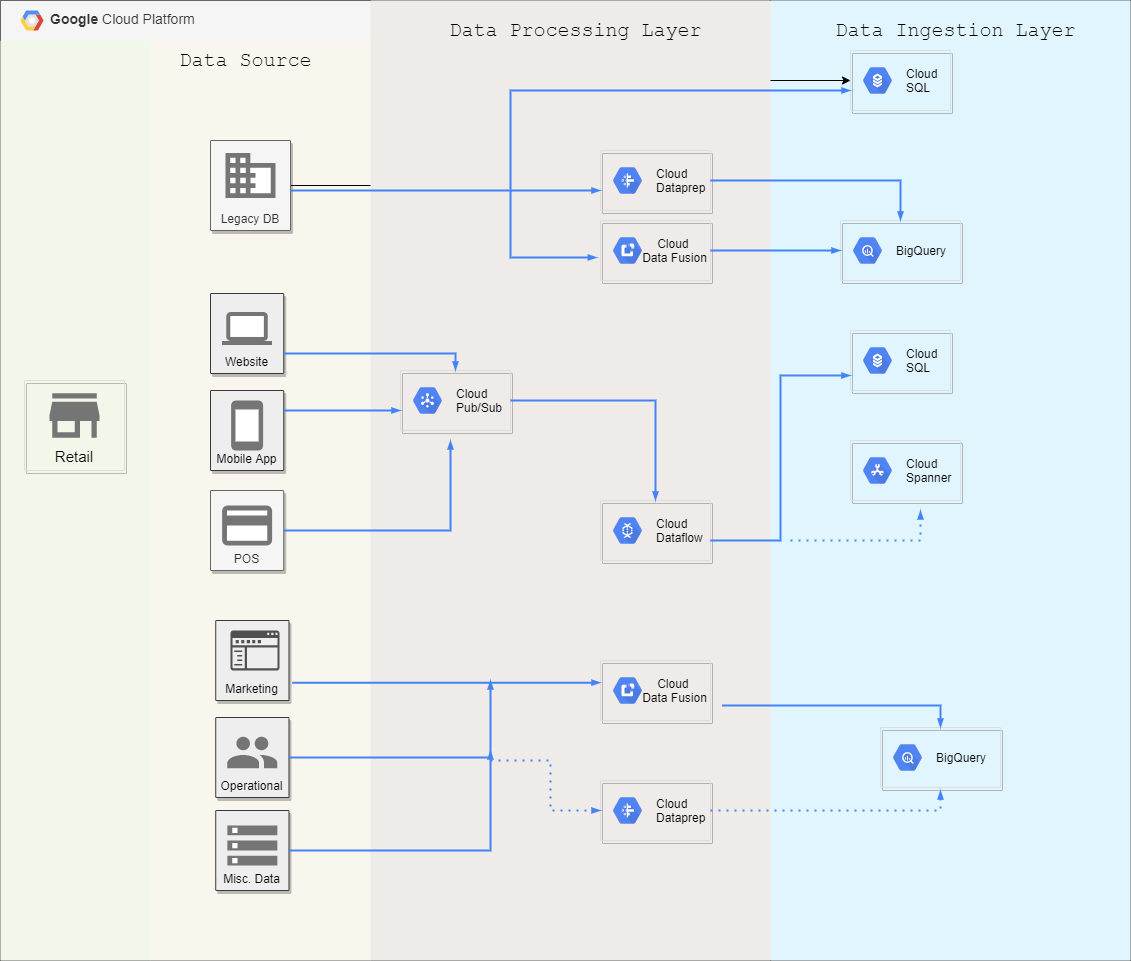 Google Cloud Platform
Data Processing Layer
Data Ingestion Layer
Data Source
Cloud
SQL
Legacy DB
Cloud
Dataprep
Cloud
Data Fusion
BigQuery
Website
Cloud
SQL
Cloud
Pub/Sub
Mobile App
Retail
Cloud
Spanner
POS
Cloud
Dataflow
Marketing
Cloud
Data Fusion
Operational
BigQuery
Cloud
Dataprep
Misc. Data